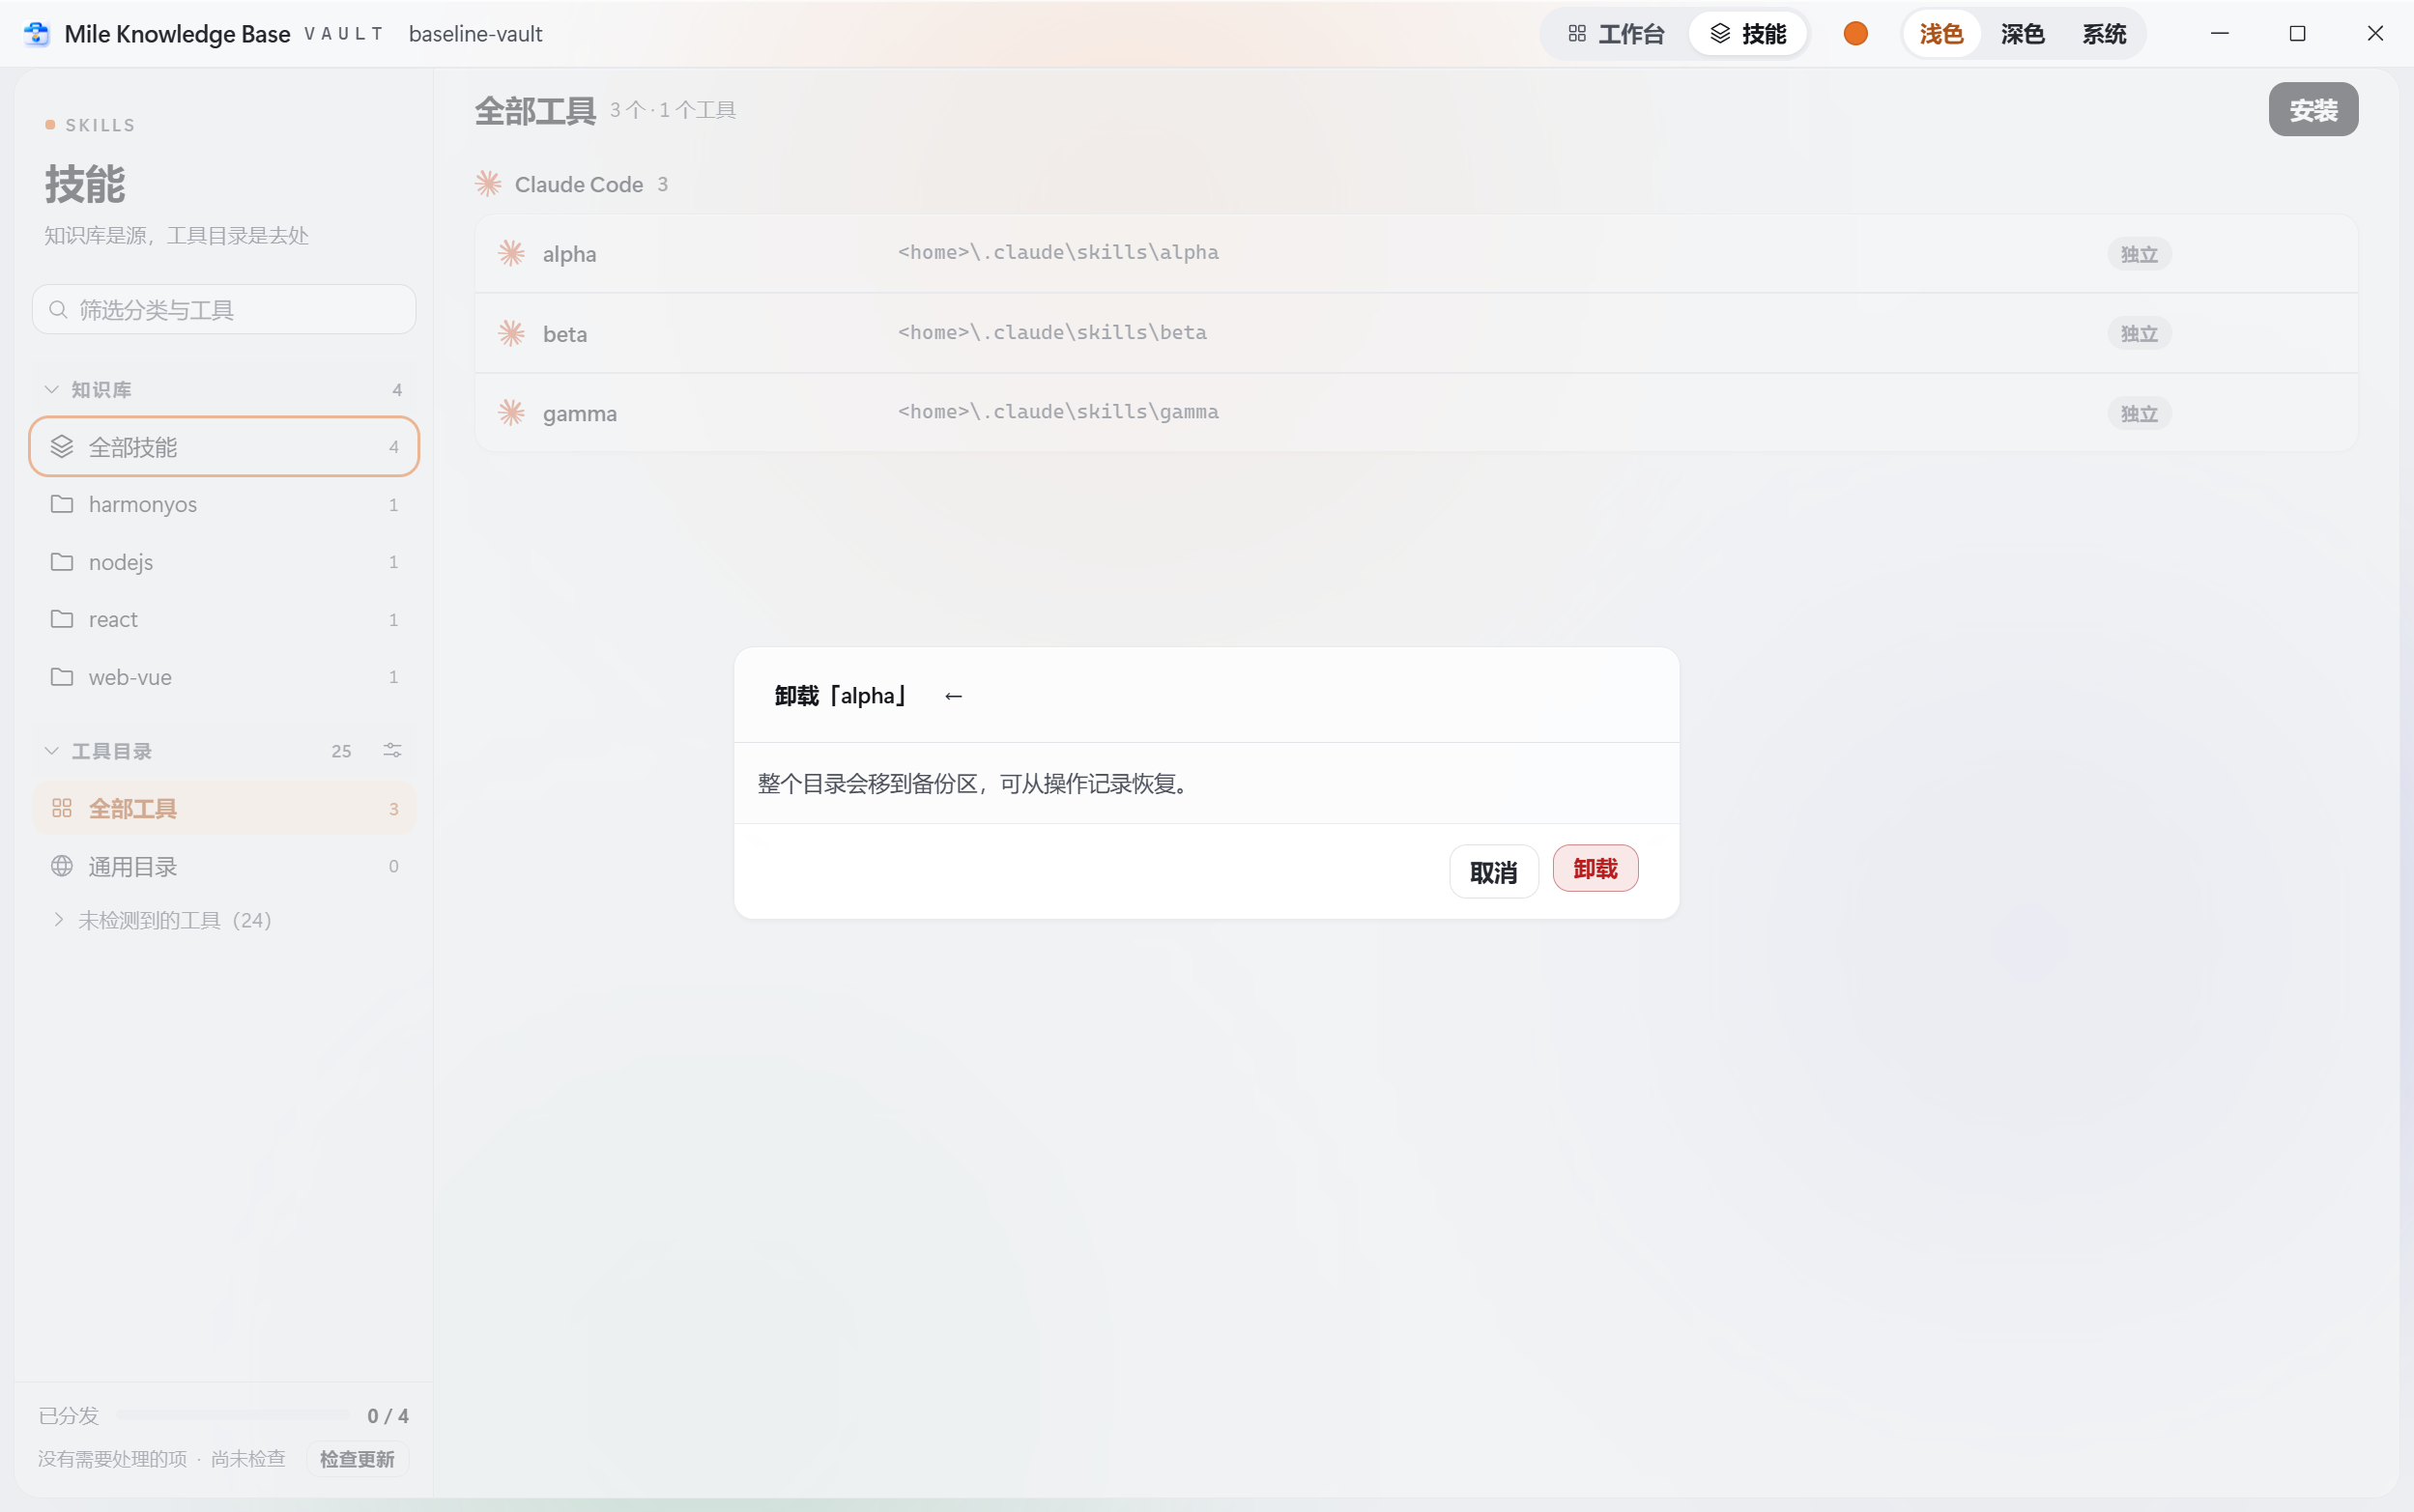 Mile Knowledge Base VAULT baseline-vault
工作台 技能 浅色 深色 系统
SKILLS
技能
知识库是源，工具目录是去处
筛选分类与工具
知识库 4
全部技能 4
harmonyos 1
nodejs 1
react 1
web-vue 1
工具目录 25
全部工具 3
通用目录 0
未检测到的工具（24）
已分发 0 / 4
没有需要处理的项 · 尚未检查 检查更新
全部工具 3 个 · 1 个工具
安装
Claude Code 3
alpha <home>\.claude\skills\alpha 独立
beta <home>\.claude\skills\beta 独立
gamma <home>\.claude\skills\gamma 独立
卸载「alpha」 ←
整个目录会移到备份区，可从操作记录恢复。
取消 卸载